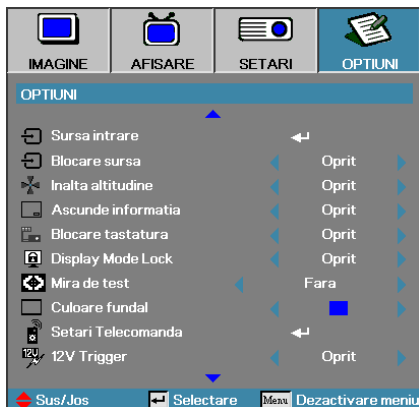 IMAGINE AFISARE SETARI OPTIUNI
OPTIUNI
Sursa intrare
Blocare sursa Oprit
Inalta altitudine Oprit
Ascunde informatia Oprit
Blocare tastatura Oprit
Display Mode Lock Oprit
Mira de test Fara
Culoare fundal
Setari Telecomanda
12V 12V Trigger Oprit
Sus/Jos Selectare Menu Dezactivare meniu